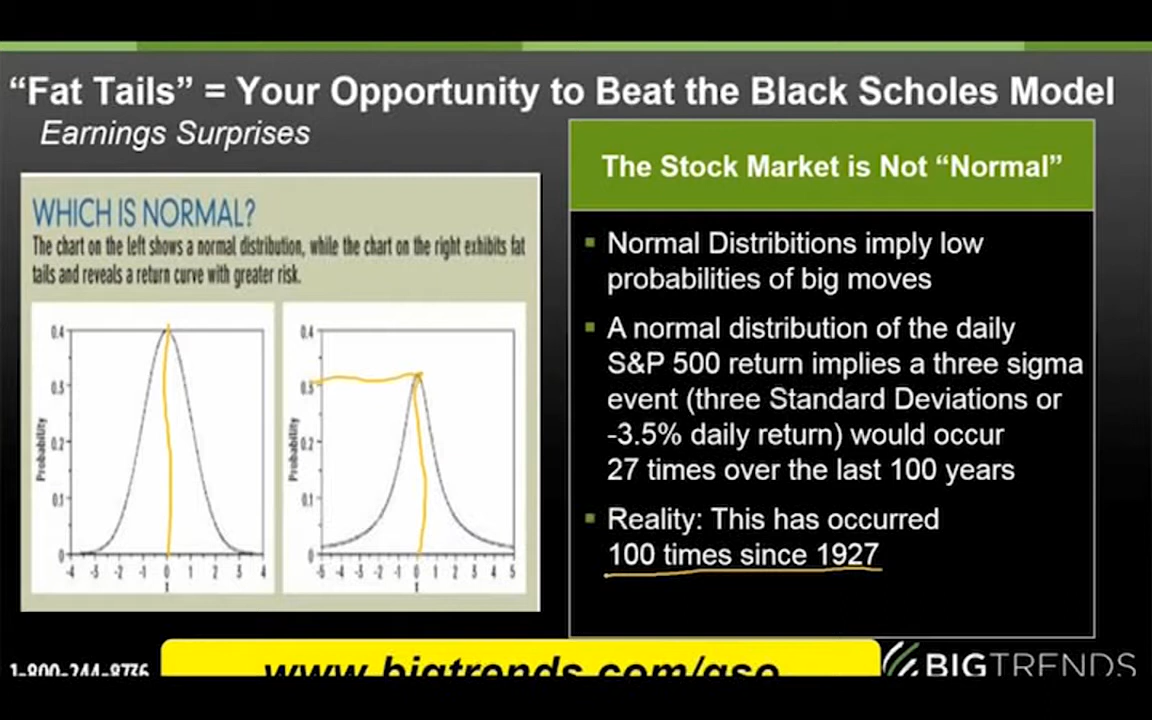 “Fat Tails” = Your Opportunity to Beat the Black Scholes Model
Earnings Surprises
WHICH IS NORMAL?
The chart on the left shows a normal distribution, while the chart on the right exhibits fat
tails and reveals a return curve with greater risk.
Probability
0.4
0.3
0.2
0.1
0
-4 -3 -2 -1 0 1 2 3 4
Probability
0.4
0.3
0.2
0.1
0
-5 -4 -3 -2 -1 0 1 2 3 4 5
The Stock Market is Not “Normal”
Normal Distribitions imply low
probabilities of big moves
A normal distribution of the daily
S&P 500 return implies a three sigma
event (three Standard Deviations or
-3.5% daily return) would occur
27 times over the last 100 years
Reality: This has occurred
100 times since 1927
1-800-244-8736
www.bigtrends.com/gso
BIGTRENDS